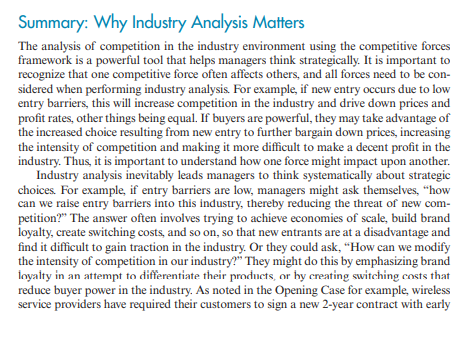 Summary: Why Industry Analysis Matters
The analysis of competition in the industry environment using the competitive forces
framework is a powerful tool that helps managers think strategically. It is important to
recognize that one competitive force often affects others, and all forces need to be con-
sidered when performing industry analysis. For example, if new entry occurs due to low
entry barriers, this will increase competition in the industry and drive down prices and
profit rates, other things being equal. If buyers are powerful, they may take advantage of
the increased choice resulting from new entry to further bargain down prices, increasing
the intensity of competition and making it more difficult to make a decent profit in the
industry. Thus, it is important to understand how one force might impact upon another.
Industry analysis inevitably leads managers to think systematically about strategic
choices. For example, if entry barriers are low, managers might ask themselves, “how
can we raise entry barriers into this industry, thereby reducing the threat of new com-
petition?” The answer often involves trying to achieve economies of scale, build brand
loyalty, create switching costs, and so on, so that new entrants are at a disadvantage and
find it difficult to gain traction in the industry. Or they could ask, “How can we modify
the intensity of competition in our industry?” They might do this by emphasizing brand
loyalty in an attempt to differentiate their products, or by creating switching costs that
reduce buyer power in the industry. As noted in the Opening Case for example, wireless
service providers have required their customers to sign a new 2-year contract with early